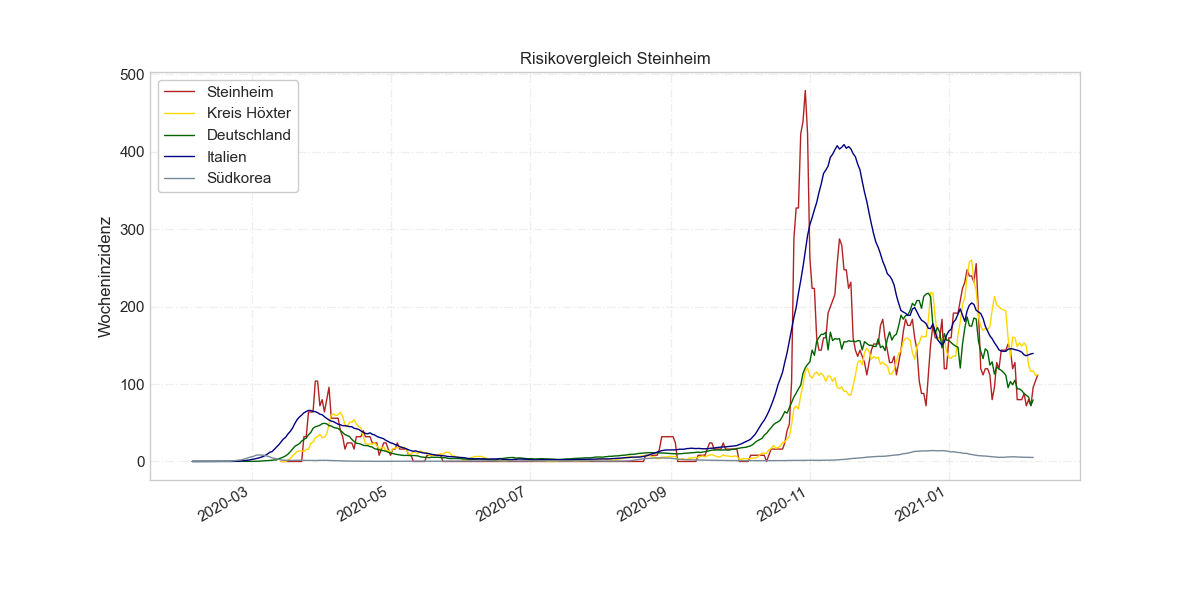 Risikovergleich Steinheim
Steinheim
Kreis Höxter
Deutschland
Italien
Südkorea
Wocheninzidenz
500
400
300
200
100
0
2020-03
2020-05
2020-07
2020-09
2020-11
2021-01